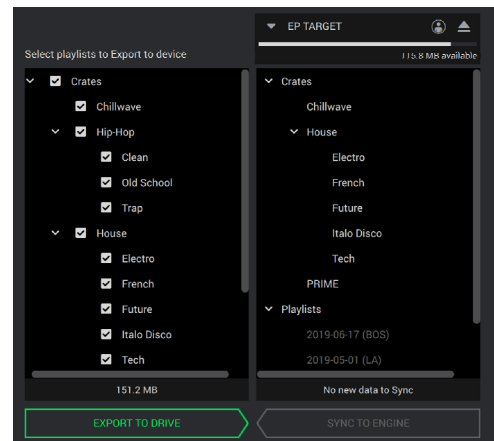 EP TARGET
Select playlists to Export to device
115.8 MB available
Crates
Chillwave
Hip-Hop
Clean
Old School
Trap
House
Electro
French
Future
Italo Disco
Tech
151.2 MB
EXPORT TO DRIVE
Crates
Chillwave
House
Electro
French
Future
Italo Disco
Tech
PRIME
Playlists
2019-06-17 (BOS)
2019-05-01 (LA)
No new data to Sync
SYNC TO ENGINE